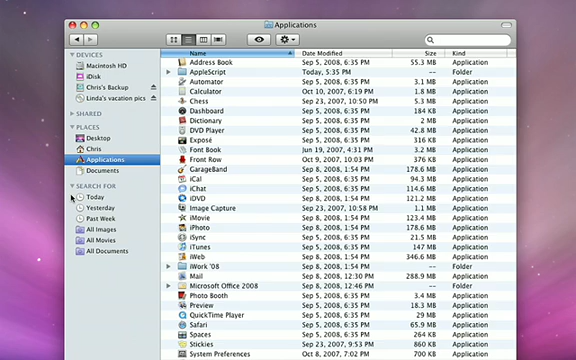 Applications
Name Date Modified Size Kind
DEVICES
Macintosh HD
iDisk
Chris's Backup
Linda's vacation pics
SHARED
PLACES
Desktop
Chris
Applications
Documents
SEARCH FOR
Today
Yesterday
Past Week
All Images
All Movies
All Documents
Address Book Sep 5, 2008, 6:35 PM 55.3 MB Application
AppleScript Today, 5:35 PM -- Folder
Automator Sep 5, 2008, 6:35 PM 4.1 MB Application
Calculator Oct 10, 2007, 6:19 PM 1.8 MB Application
Chess Sep 23, 2007, 10:50 PM 5.3 MB Application
Dashboard Sep 5, 2008, 6:35 PM 184 KB Application
Dictionary Sep 5, 2008, 6:35 PM 2 MB Application
DVD Player Sep 5, 2008, 6:35 PM 42.8 MB Application
Exposé Sep 5, 2008, 6:35 PM 316 KB Application
Font Book Jun 19, 2007, 4:31 PM 13.2 MB Application
Front Row Oct 9, 2007, 10:03 PM 376 KB Application
GarageBand Sep 8, 2008, 1:54 PM 178.6 MB Application
iCal Sep 5, 2008, 6:35 PM 94.3 MB Application
iChat Sep 5, 2008, 6:35 PM 114.6 MB Application
iDVD Sep 8, 2008, 1:54 PM 121.2 MB Application
Image Capture Sep 23, 2007, 10:58 PM 1.1 MB Application
iMovie Sep 8, 2008, 1:54 PM 123.4 MB Application
iPhoto Sep 8, 2008, 1:54 PM 178.6 MB Application
iSync Sep 5, 2008, 6:35 PM 21.5 MB Application
iTunes Sep 5, 2008, 6:35 PM 147 MB Application
iWeb Sep 8, 2008, 1:54 PM 346.6 MB Application
iWork '08 Sep 8, 2008, 1:54 PM -- Folder
Mail Sep 5, 2008, 6:35 PM 288.9 MB Application
Microsoft Office 2008 Sep 8, 2008, 12:46 PM -- Folder
Photo Booth Sep 5, 2008, 6:35 PM 3.4 MB Application
Preview Sep 5, 2008, 6:35 PM 18.3 MB Application
QuickTime Player Sep 5, 2008, 6:35 PM 29 MB Application
Safari Sep 5, 2008, 6:35 PM 65.9 MB Application
Spaces Sep 5, 2008, 6:35 PM 264 KB Application
Stickies Sep 23, 2007, 9:53 PM 860 KB Application
System Preferences Oct 8, 2007, 7:02 PM 700 KB Application